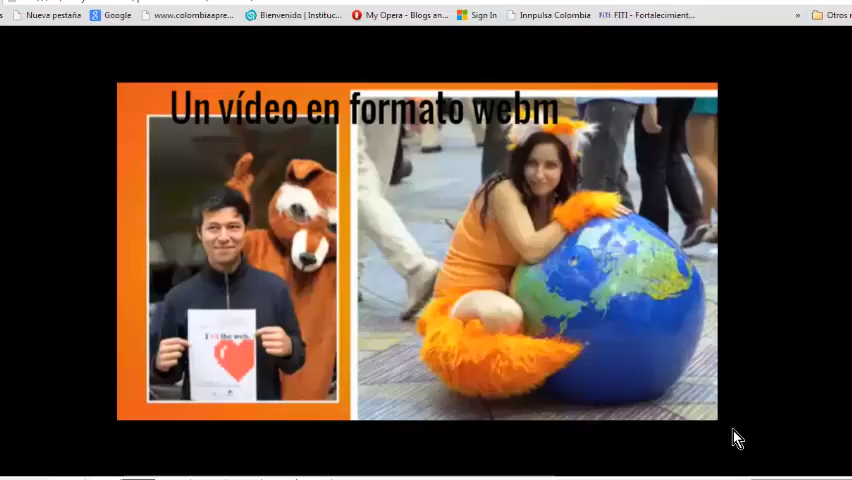 Nueva pestaña
Google
www.colombiaapre...
Bienvenido | Instituc...
My Opera - Blogs an...
Sign In
Innpulsa Colombia
FiTi
FITI - Fortalecimient...
»
Otros m
Un vídeo en formato webm
the web.